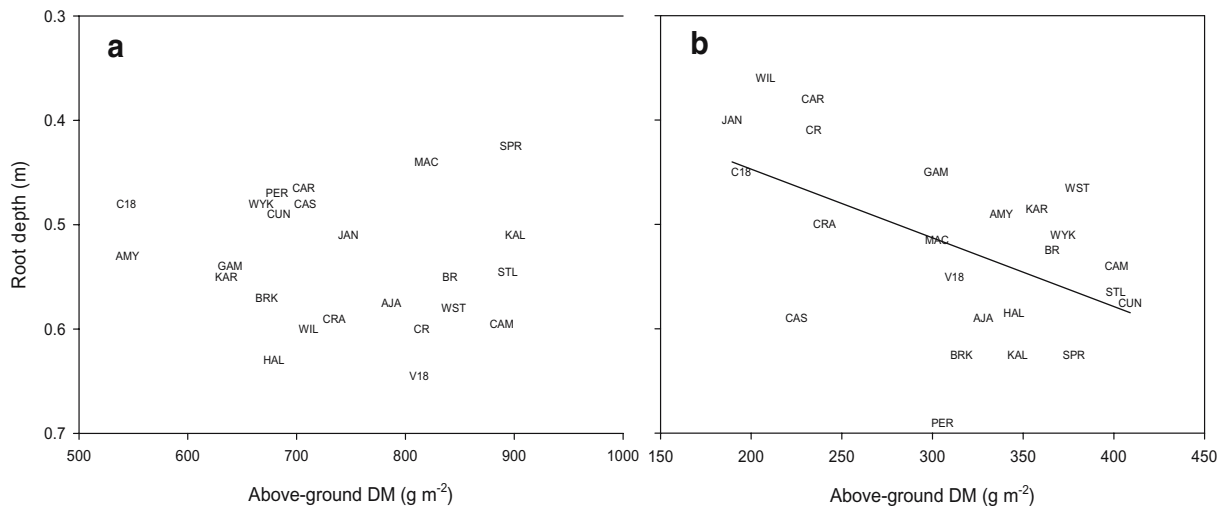 a
b
0.3
0.4
0.5
0.6
0.7
Root depth (m)
SPR
MAC
CAR
PER
C18
WYK
CAS
CUN
JAN
KAL
AMY
GAM
KAR
STL
BR
BRK
AJA
WST
CRA
WIL
CR
CAM
HAL
V18
500 600 700 800 900 1000
Above-ground DM (g m-2)
WIL
CAR
JAN
CR
C18
GAM
WST
KAR
AMY
CRA
WYK
MAC
BR
CAM
V18
STL
CUN
CAS
AJA
HAL
BRK
KAL
SPR
PER
150 200 250 300 350 400 450
Above-ground DM (g m-2)